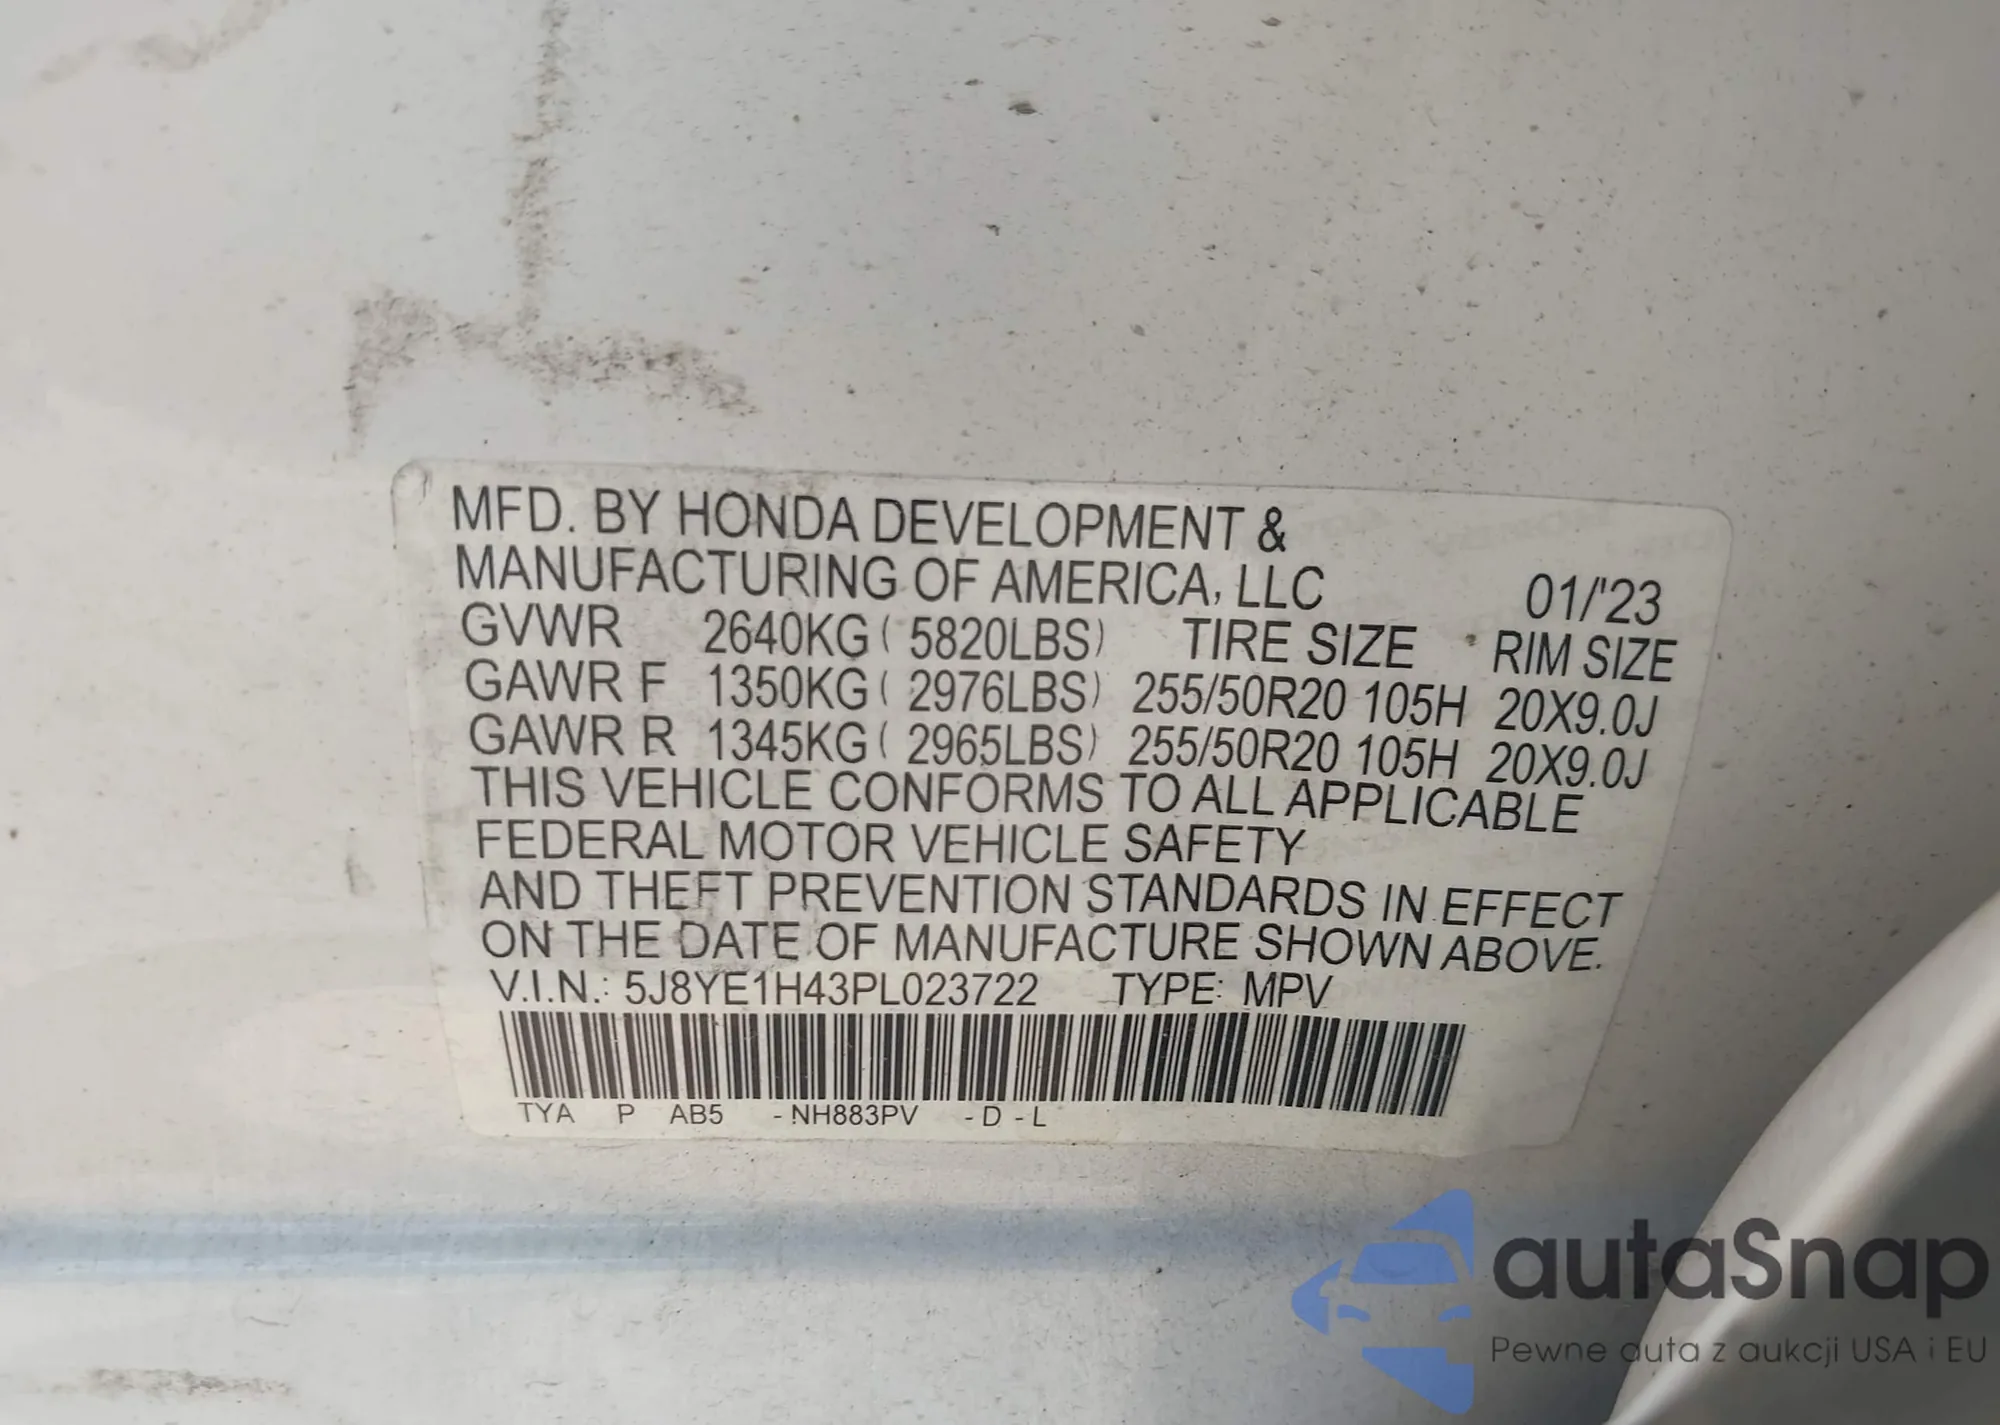 MFD. BY HONDA DEVELOPMENT &
MANUFACTURING OF AMERICA, LLC 01/'23
GVWR 2640KG ( 5820LBS) TIRE SIZE RIM SIZE
GAWR F 1350KG ( 2976LBS) 255/50R20 105H 20X9.0J
GAWR R 1345KG ( 2965LBS) 255/50R20 105H 20X9.0J
THIS VEHICLE CONFORMS TO ALL APPLICABLE
FEDERAL MOTOR VEHICLE SAFETY
AND THEFT PREVENTION STANDARDS IN EFFECT
ON THE DATE OF MANUFACTURE SHOWN ABOVE.
V.I.N.: 5J8YE1H43PL023722 TYPE: MPV
TYA P AB5 -NH883PV -D -L
autaSnap
Pewne auta z aukcji USA i EU